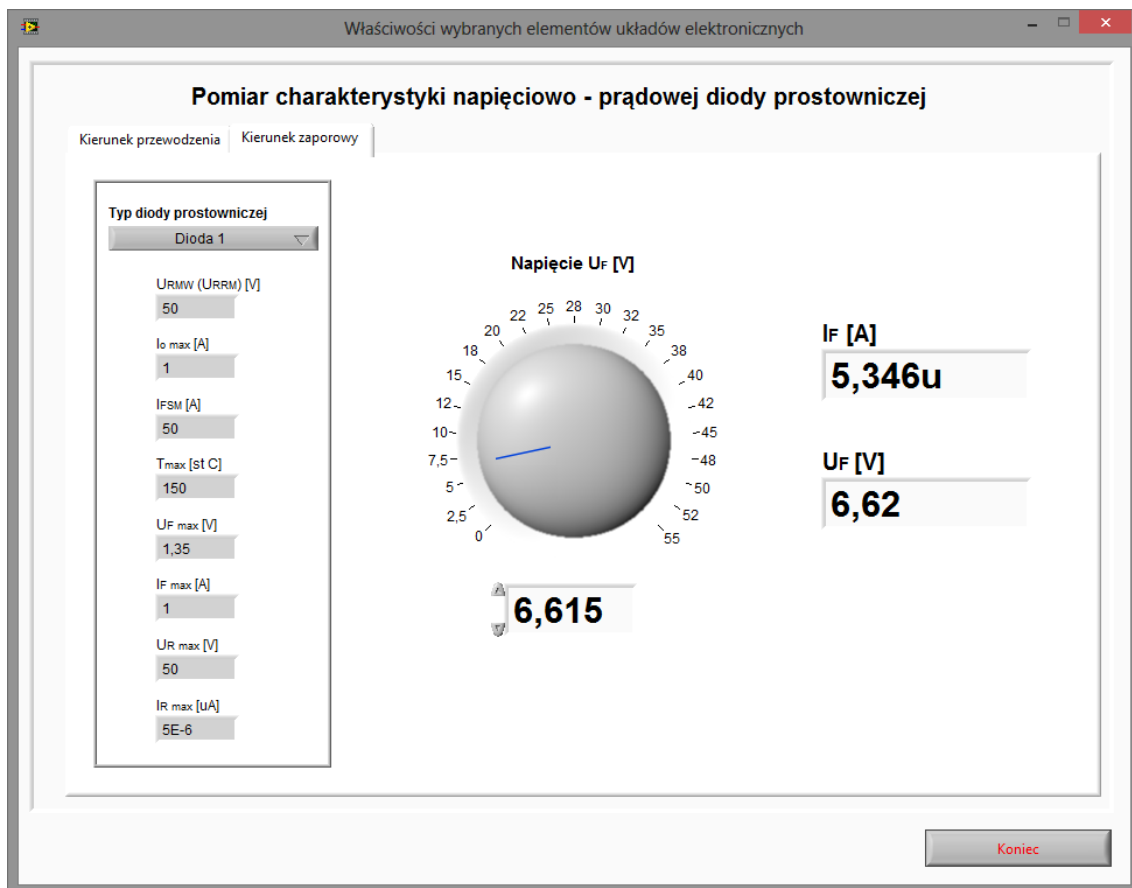 Właściwości wybranych elementów układów elektronicznych
Pomiar charakterystyki napięciowo - prądowej diody prostowniczej
Kierunek przewodzenia
Kierunek zaporowy
Typ diody prostowniczej
Dioda 1
URMW (URRM) [V]
50
Io max [A]
1
IFSM [A]
50
Tmax [st C]
150
UF max [V]
1,35
IF max [A]
1
UR max [V]
50
IR max [uA]
5E-6
Napięcie UF [V]
0
2,5
5
7,5
10
12
15
18
20
22
25
28
30
32
35
38
40
42
45
48
50
52
55
6,615
IF [A]
5,346u
UF [V]
6,62
Koniec